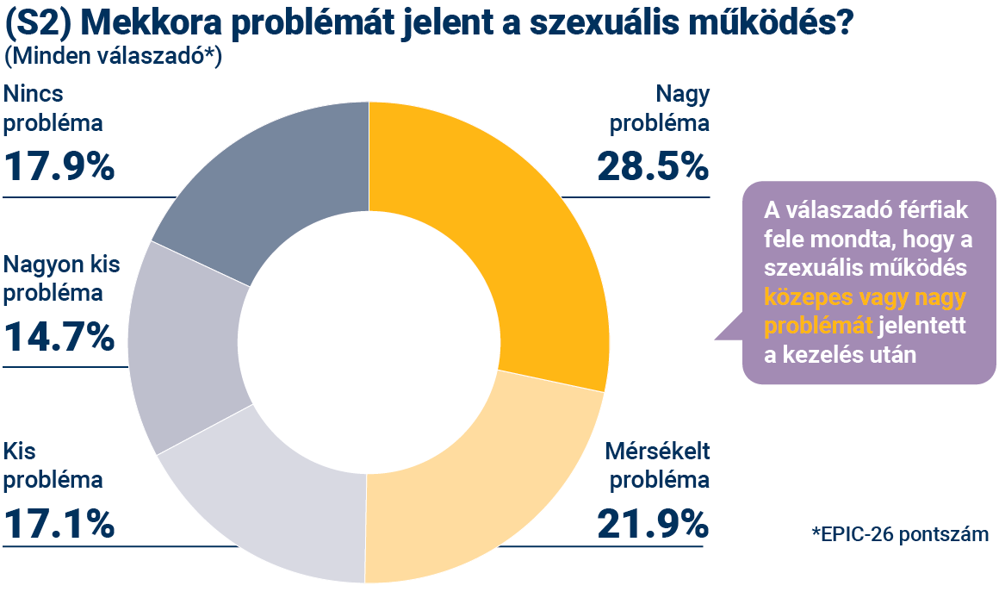 (S2) Mekkora problémát jelent a szexuális működés?
(Minden válaszadó*)
Nincs
probléma
17.9%
Nagy
probléma
28.5%
A válaszadó férfiak
fele mondta, hogy a
szexuális működés
közepes vagy nagy
problémát jelentett
a kezelés után
Nagyon kis
probléma
14.7%
Kis
probléma
17.1%
Mérsékelt
probléma
21.9%
*EPIC-26 pontszám